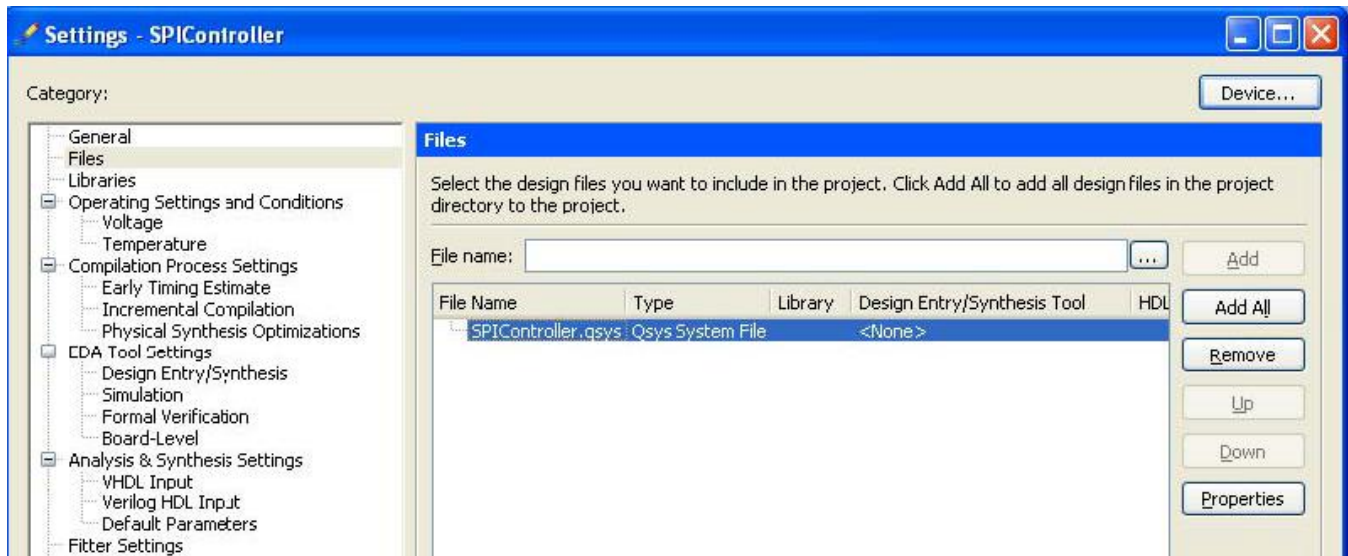 Settings - SPIController
Category:
Device...
General
Files
Libraries
Operating Settings and Conditions
Voltage
Temperature
Compilation Process Settings
Early Timing Estimate
Incremental Compilation
Physical Synthesis Optimizations
EDA Tool Settings
Design Entry/Synthesis
Simulation
Formal Verification
Board-Level
Analysis & Synthesis Settings
VHDL Input
Verilog HDL Input
Default Parameters
Fitter Settings
Files
Select the design files you want to include in the project. Click Add All to add all design files in the project
directory to the project.
File name: ... Add
File Name Type Library Design Entry/Synthesis Tool HDL
SPIController.qsys Qsys System File <None>
Add All
Remove
Up
Down
Properties